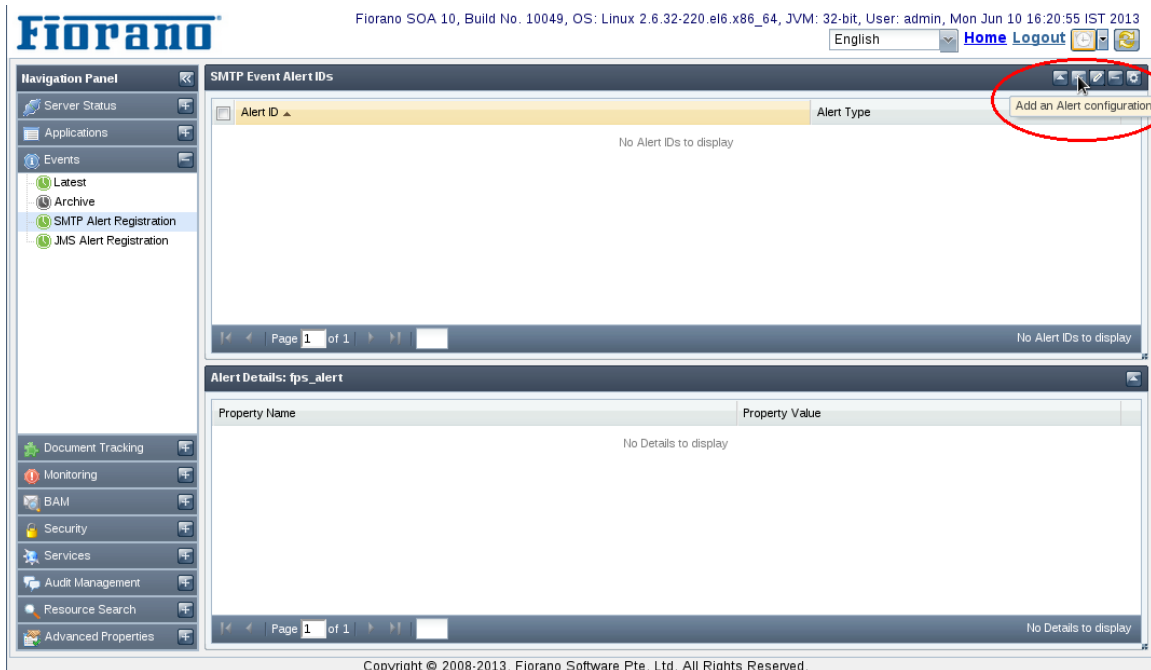 Fiorano
Fiorano SOA 10, Build No. 10049, OS: Linux 2.6.32-220.el6.x86_64, JVM: 32-bit, User: admin, Mon Jun 10 16:20:55 IST 2013
English Home Logout
Navigation Panel
Server Status
Applications
Events
Latest
Archive
SMTP Alert Registration
JMS Alert Registration
Document Tracking
Monitoring
BAM
Security
Services
Audit Management
Resource Search
Advanced Properties
SMTP Event Alert IDs
Add an Alert configuration
Alert ID Alert Type
No Alert IDs to display
Page 1 of 1 No Alert IDs to display
Alert Details: fps_alert
Property Name Property Value
No Details to display
Page 1 of 1 No Details to display
Copyright © 2008-2013, Fiorano Software Pte. Ltd. All Rights Reserved.